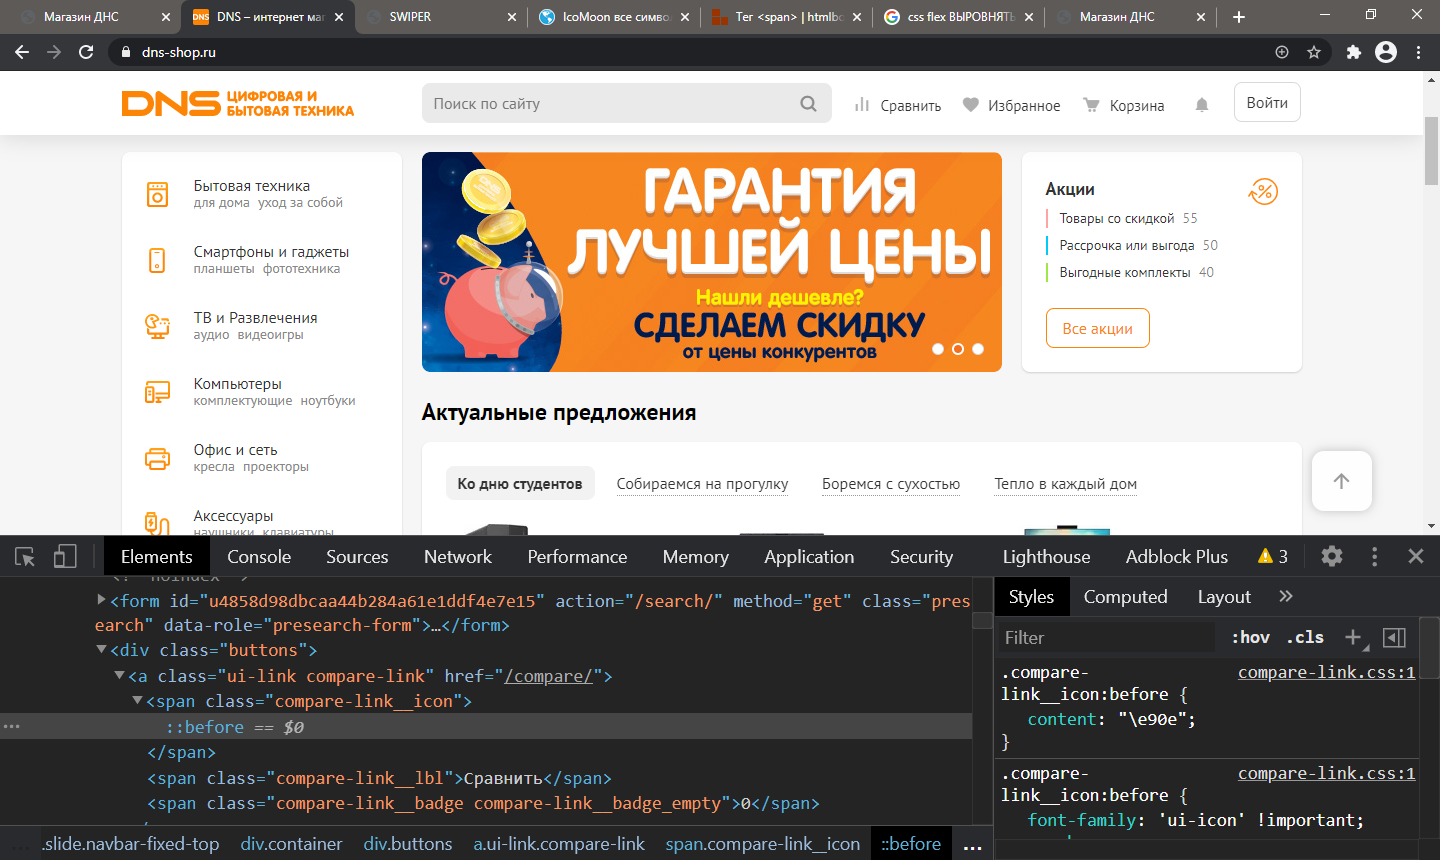 Магазин ДНС
DNS – интернет маг
SWIPER
IcoMoon все симво
Тег <span> | htmlbo
css flex ВЫРОВНЯТЬ
Магазин ДНС
dns-shop.ru
DNS ЦИФРОВАЯ И
БЫТОВАЯ ТЕХНИКА
Поиск по сайту
Сравнить
Избранное
Корзина
Войти
Бытовая техника
для дома уход за собой
Смартфоны и гаджеты
планшеты фототехника
ТВ и Развлечения
аудио видеоигры
Компьютеры
комплектующие ноутбуки
Офис и сеть
кресла проекторы
Аксессуары
наушники клавиатуры
ГАРАНТИЯ
ЛУЧШЕЙ ЦЕНЫ
Нашли дешевле?
СДЕЛАЕМ СКИДКУ
от цены конкурентов
Акции
Товары со скидкой 55
Рассрочка или выгода 50
Выгодные комплекты 40
Все акции
Актуальные предложения
Ко дню студентов
Собираемся на прогулку
Боремся с сухостью
Тепло в каждый дом
Elements Console Sources Network Performance Memory Application Security Lighthouse Adblock Plus 3
<!--noindex-->
<form id="u4858d98dbcaa44b284a61e1ddf4e7e15" action="/search/" method="get" class="pres
earch" data-role="presearch-form">…</form>
<div class="buttons">
<a class="ui-link compare-link" href="/compare/">
<span class="compare-link__icon">
::before == $0
</span>
<span class="compare-link__lbl">Сравнить</span>
<span class="compare-link__badge compare-link__badge_empty">0</span>
.slide.navbar-fixed-top div.container div.buttons a.ui-link.compare-link span.compare-link__icon ::before ...
Styles Computed Layout
Filter
:hov .cls
.compare- compare-link.css:1
link__icon:before {
content: "\e90e";
}
.compare- compare-link.css:1
link__icon:before {
font-family: 'ui-icon' !important;